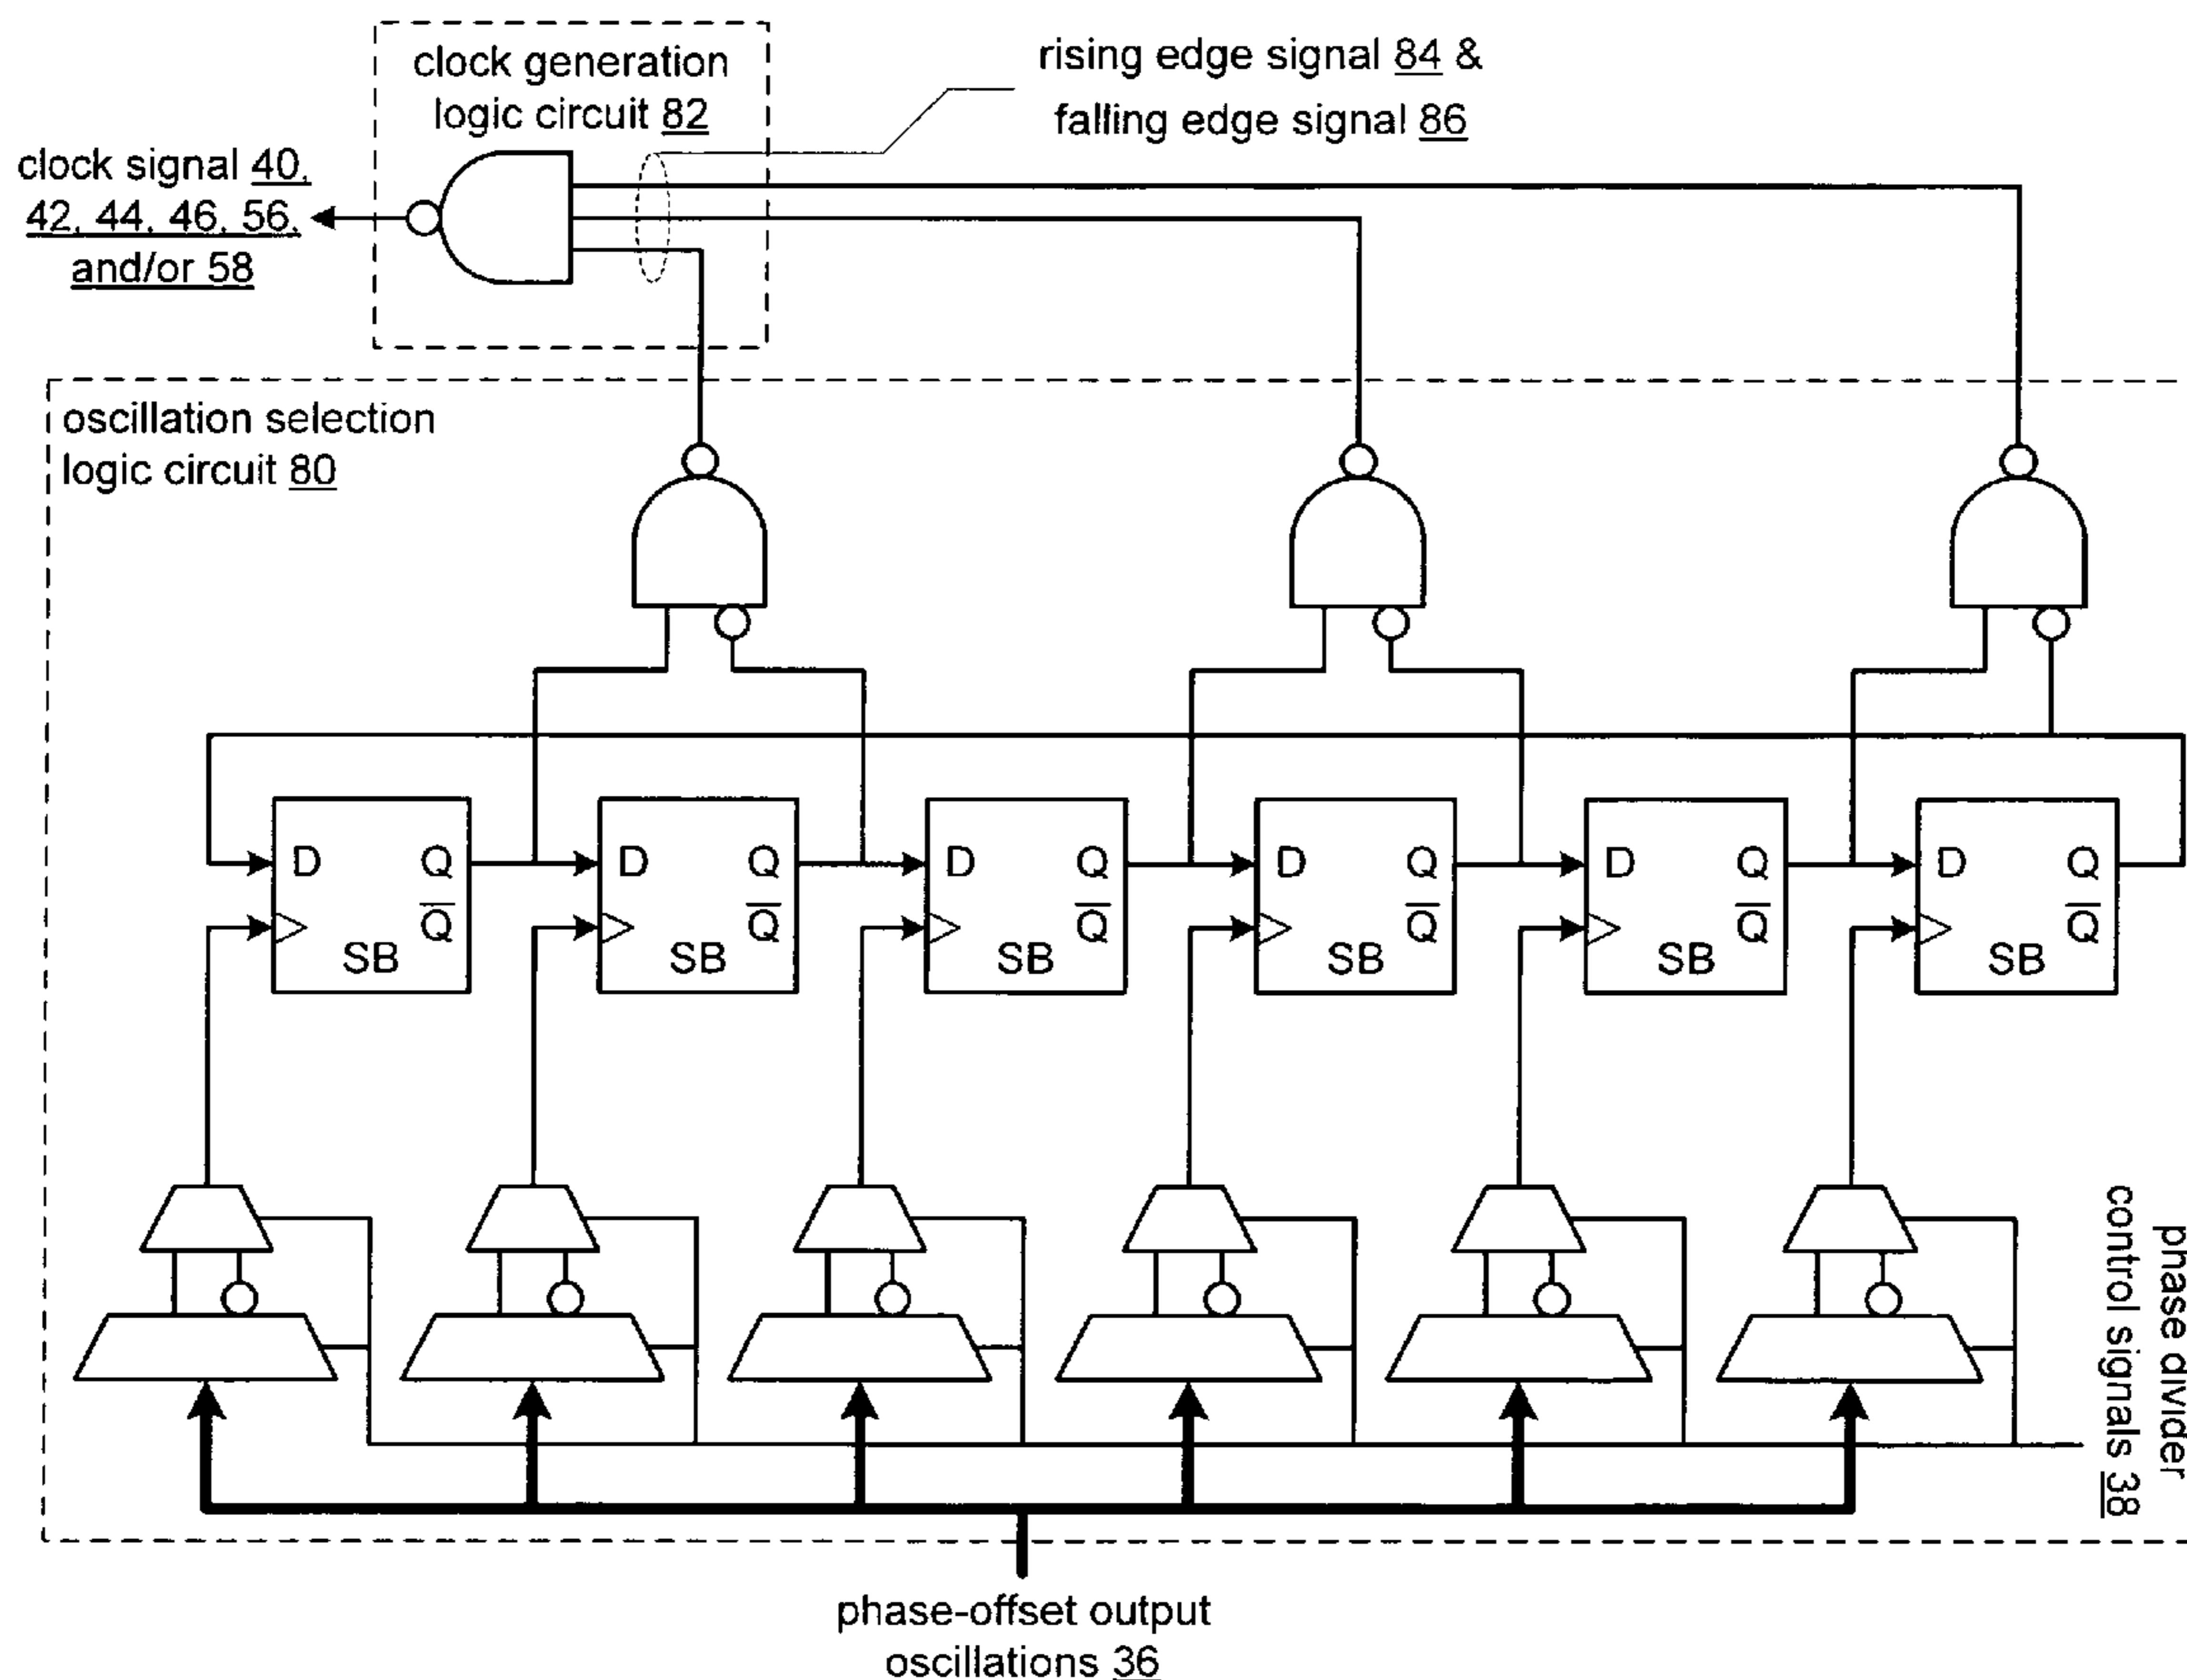 clock generation
logic circuit 82
rising edge signal 84 &
falling edge signal 86
clock signal 40,
42, 44, 46, 56,
and/or 58
oscillation selection
logic circuit 80
D Q
Q̅
SB
D Q
Q̅
SB
D Q
Q̅
SB
D Q
Q̅
SB
D Q
Q̅
SB
D Q
Q̅
SB
phase divider
control signals 38
phase-offset output
oscillations 36